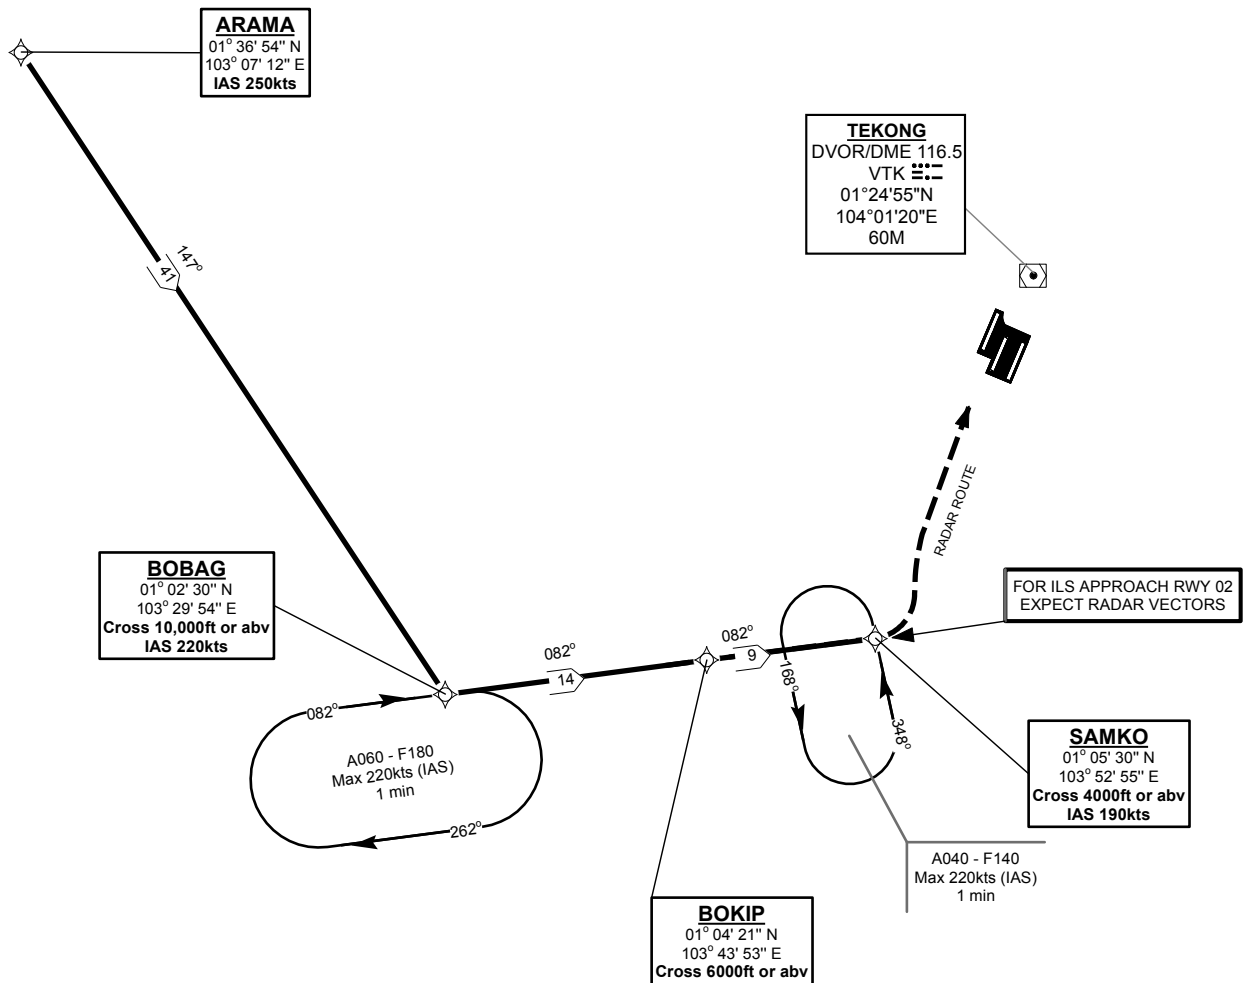 ARAMA
01° 36' 54" N
103° 07' 12" E
IAS 250kts
TEKONG
DVOR/DME 116.5
VTK
01°24'55"N
104°01'20"E
60M
147°
41
RADAR ROUTE
BOBAG
01° 02' 30" N
103° 29' 54" E
Cross 10,000ft or abv
IAS 220kts
FOR ILS APPROACH RWY 02
EXPECT RADAR VECTORS
082°
14
082°
9
082°
262°
A060 - F180
Max 220kts (IAS)
1 min
168°
348°
SAMKO
01° 05' 30" N
103° 52' 55" E
Cross 4000ft or abv
IAS 190kts
A040 - F140
Max 220kts (IAS)
1 min
BOKIP
01° 04' 21" N
103° 43' 53" E
Cross 6000ft or abv